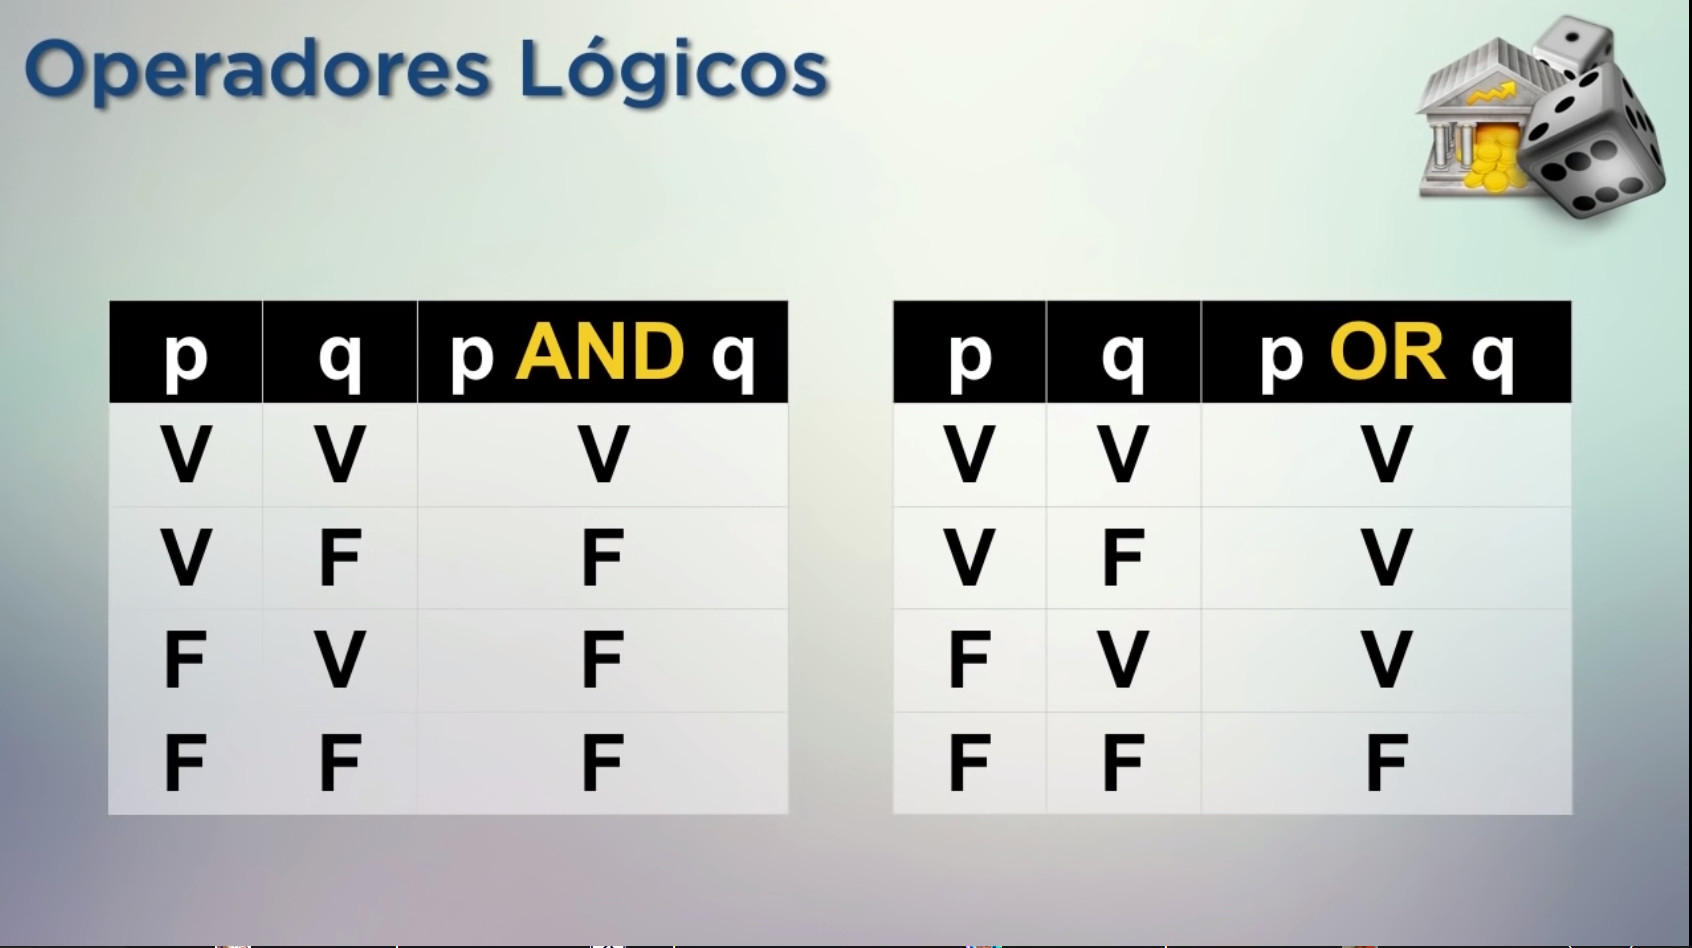 Operadores Lógicos
p q p AND q
V V V
V F F
F V F
F F F
p q p OR q
V V V
V F V
F V V
F F F